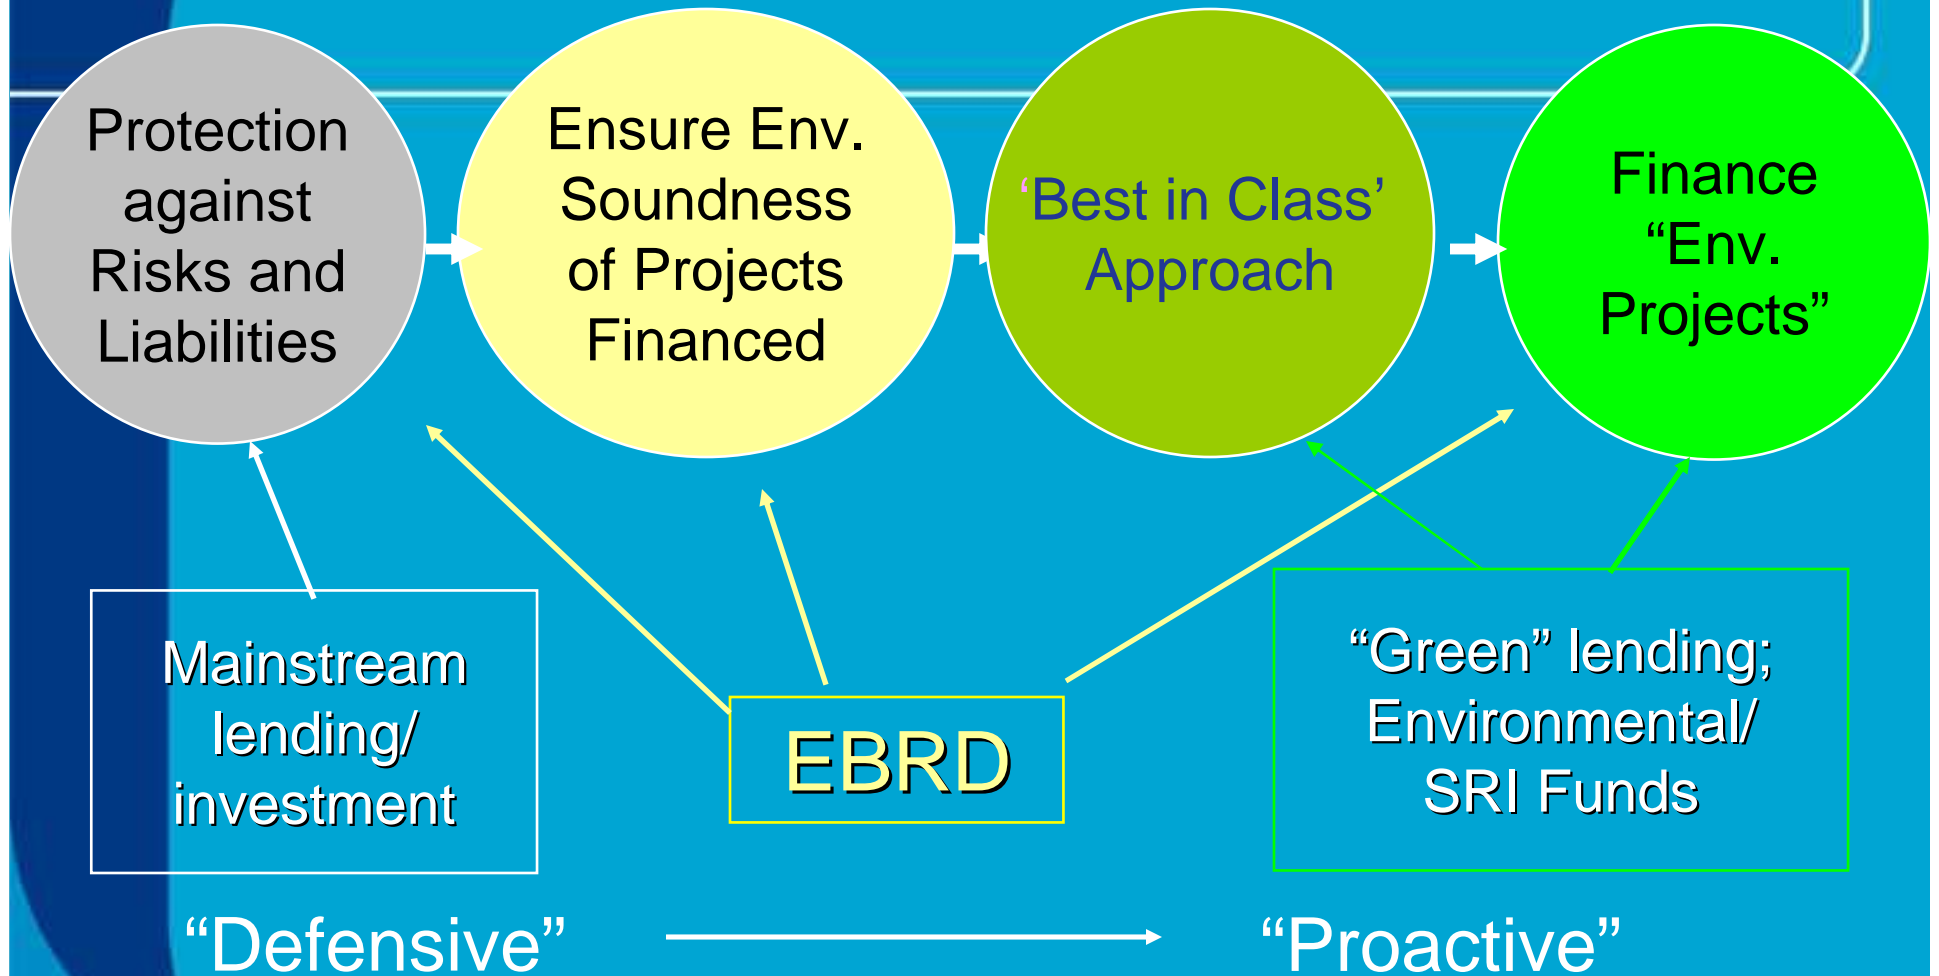 Protection
against
Risks and
Liabilities
Ensure Env.
Soundness
of Projects
Financed
‘Best in Class’
Approach
Finance
“Env.
Projects”
Mainstream
lending/
investment
EBRD
“Green” lending;
Environmental/
SRI Funds
“Defensive”
“Proactive”